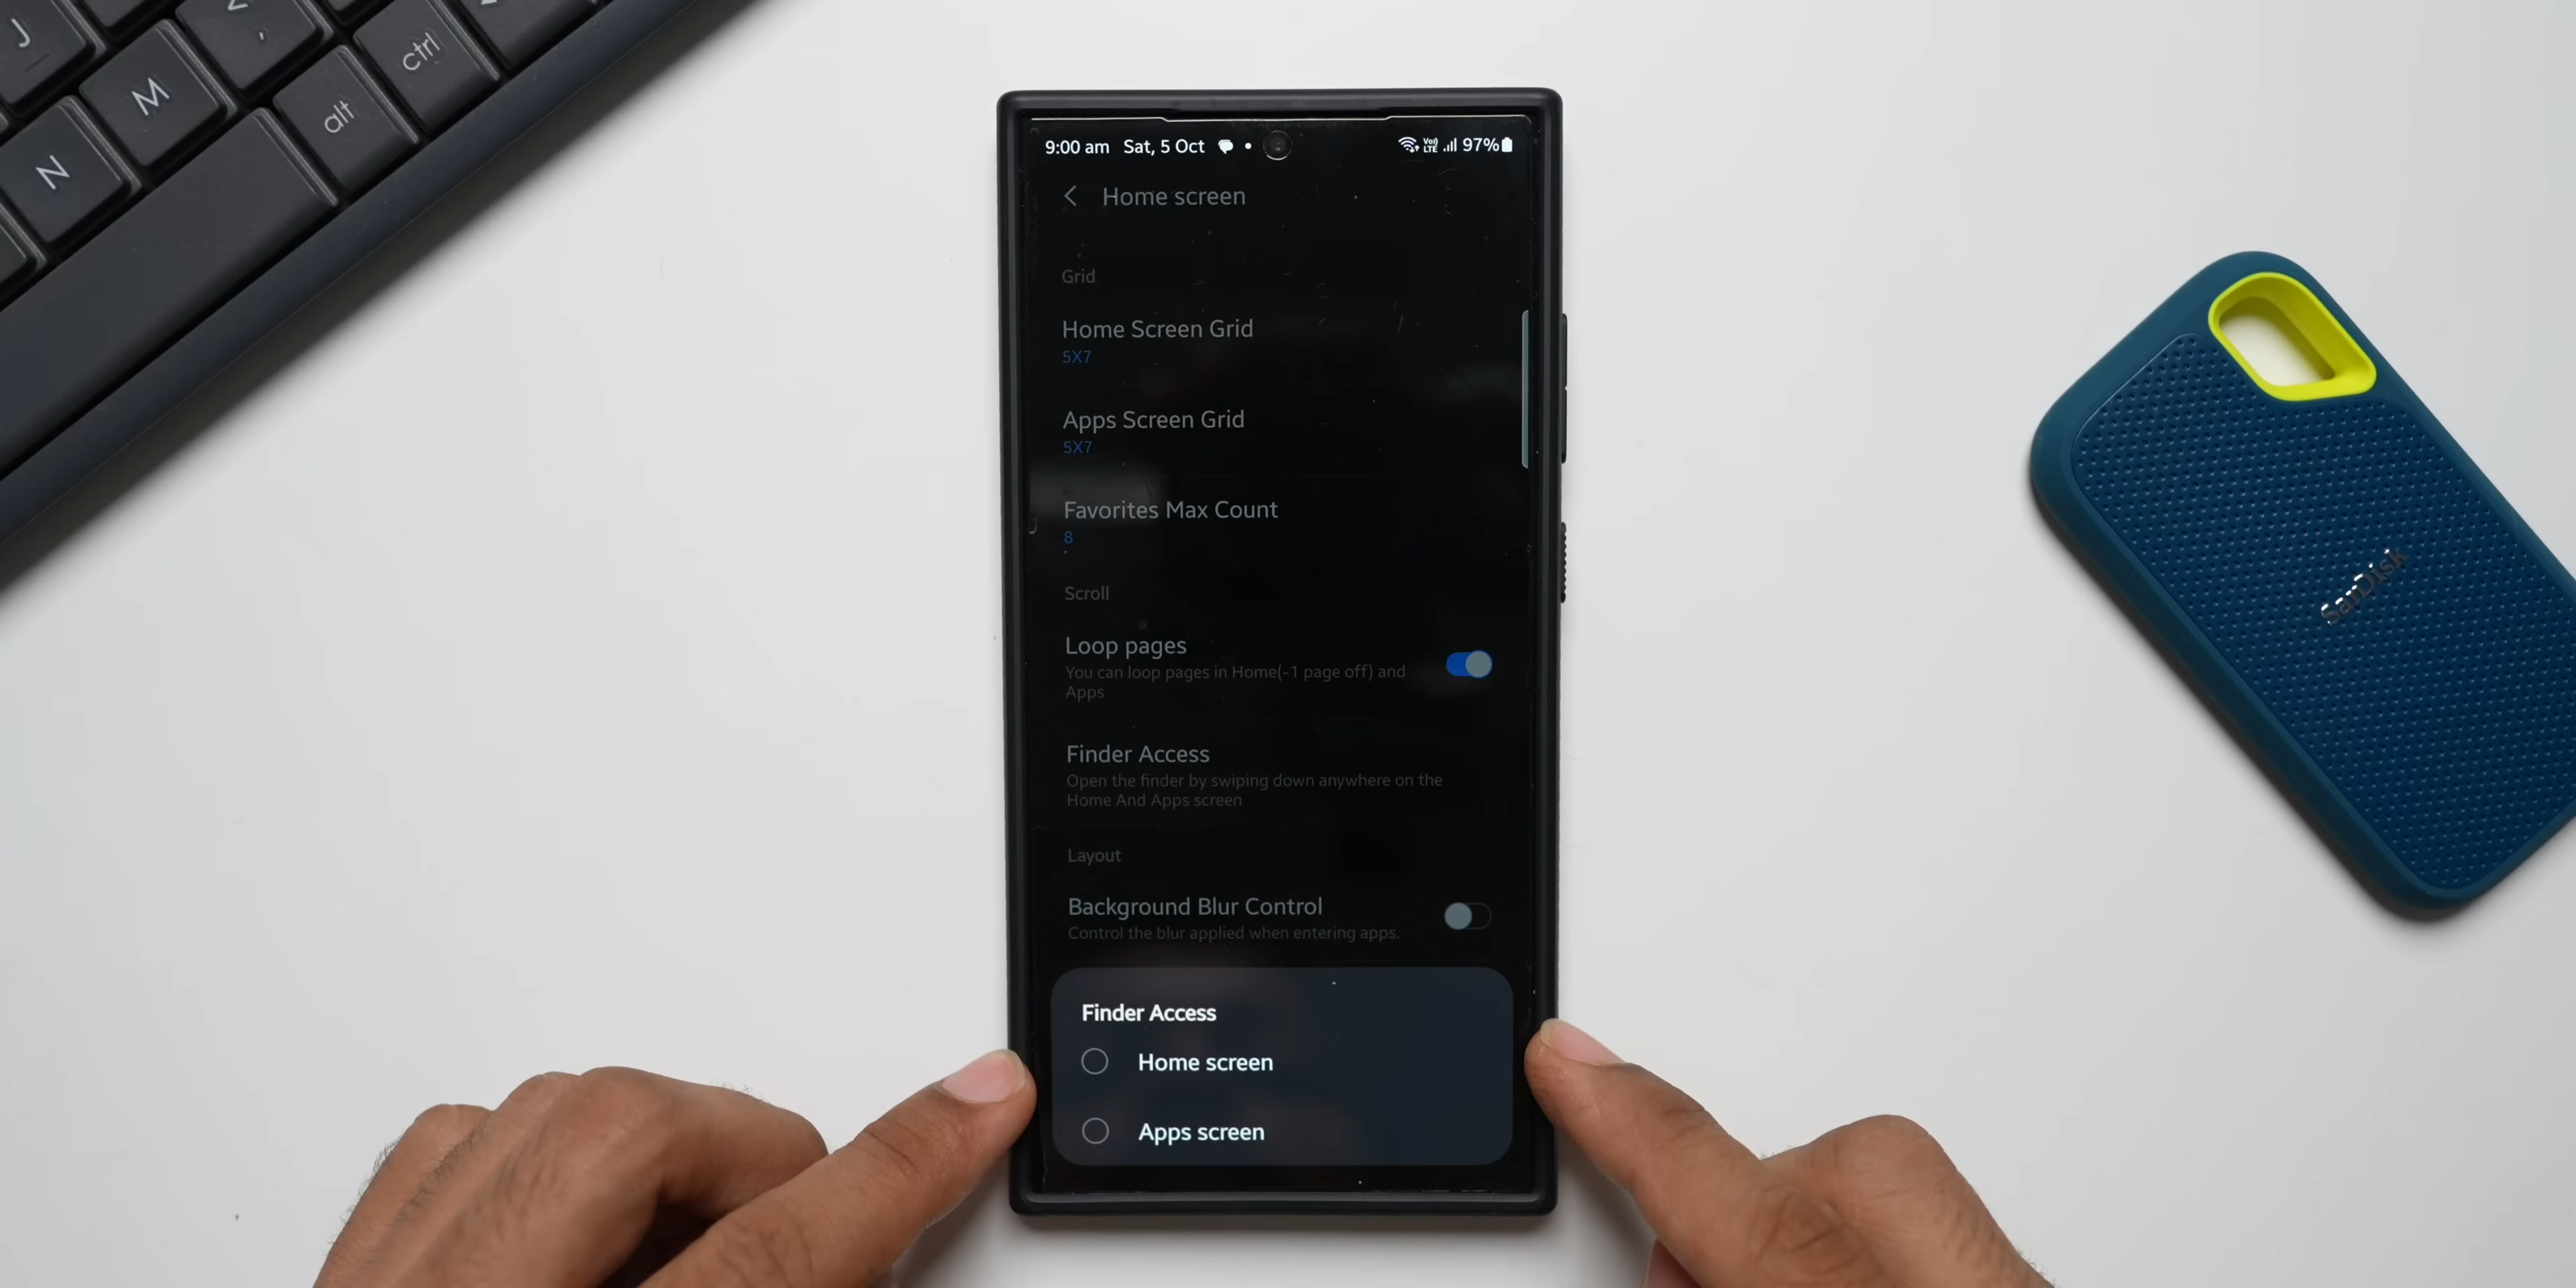 J
M
N
alt
ctrl
9:00 am Sat, 5 Oct
Vo)) LTE 97%
Home screen
Grid
Home Screen Grid
5X7
Apps Screen Grid
5X7
Favorites Max Count
8
Scroll
Loop pages
You can loop pages in Home(-1 page off) and
Apps
Finder Access
Open the finder by swiping down anywhere on the
Home And Apps screen
Layout
Background Blur Control
Control the blur applied when entering apps.
Finder Access
Home screen
Apps screen
SanDisk